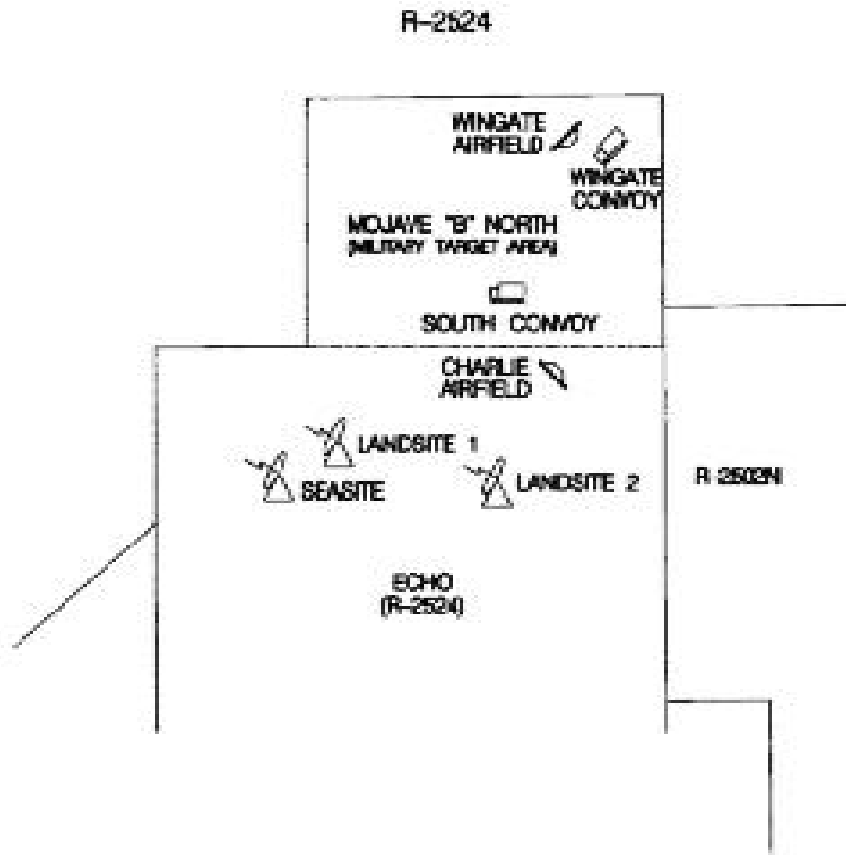 R-2524
WINGATE
AIRFIELD
WINGATE
CONVOY
MOJAVE "B" NORTH
(MILITARY TARGET AREA)
SOUTH CONVOY
CHARLIE
AIRFIELD
LANDSITE 1
SEASITE
LANDSITE 2
R-2502N
ECHO
(R-2524)